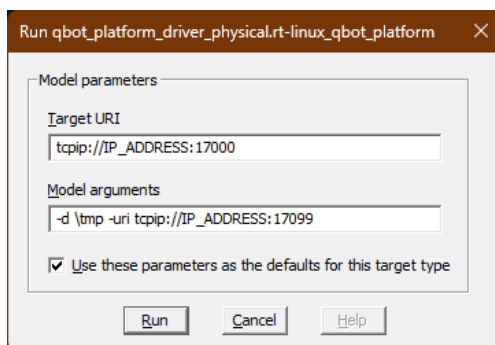 Run qbot_platform_driver_physical.rt-linux_qbot_platform
Model parameters
Target URI
tcpip://IP_ADDRESS:17000
Model arguments
-d \tmp -uri tcpip://IP_ADDRESS:17099
Use these parameters as the defaults for this target type
Run Cancel Help